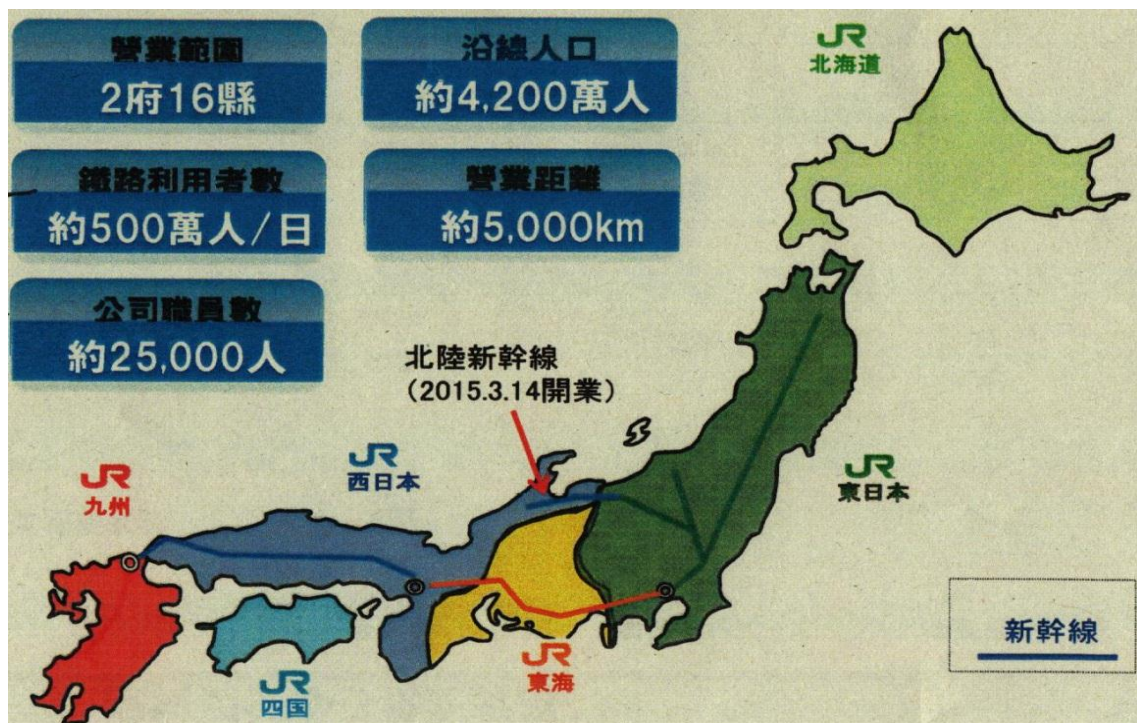 營業範圍
2府16縣
沿線人口
約4,200萬人
鐵路利用者數
約500萬人/日
營業距離
約5,000km
公司職員數
約25,000人
JR
北海道
北陸新幹線
(2015.3.14開業)
JR
九州
JR
西日本
JR
東日本
JR
四国
JR
東海
新幹線